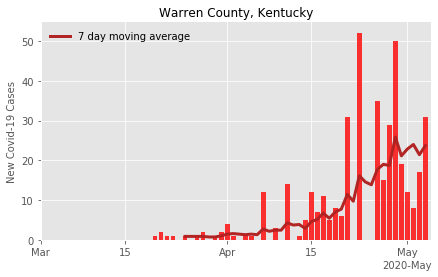 Warren County, Kentucky
7 day moving average
New Covid-19 Cases
50
40
30
20
10
0
Mar
15
Apr
15
May
2020-May